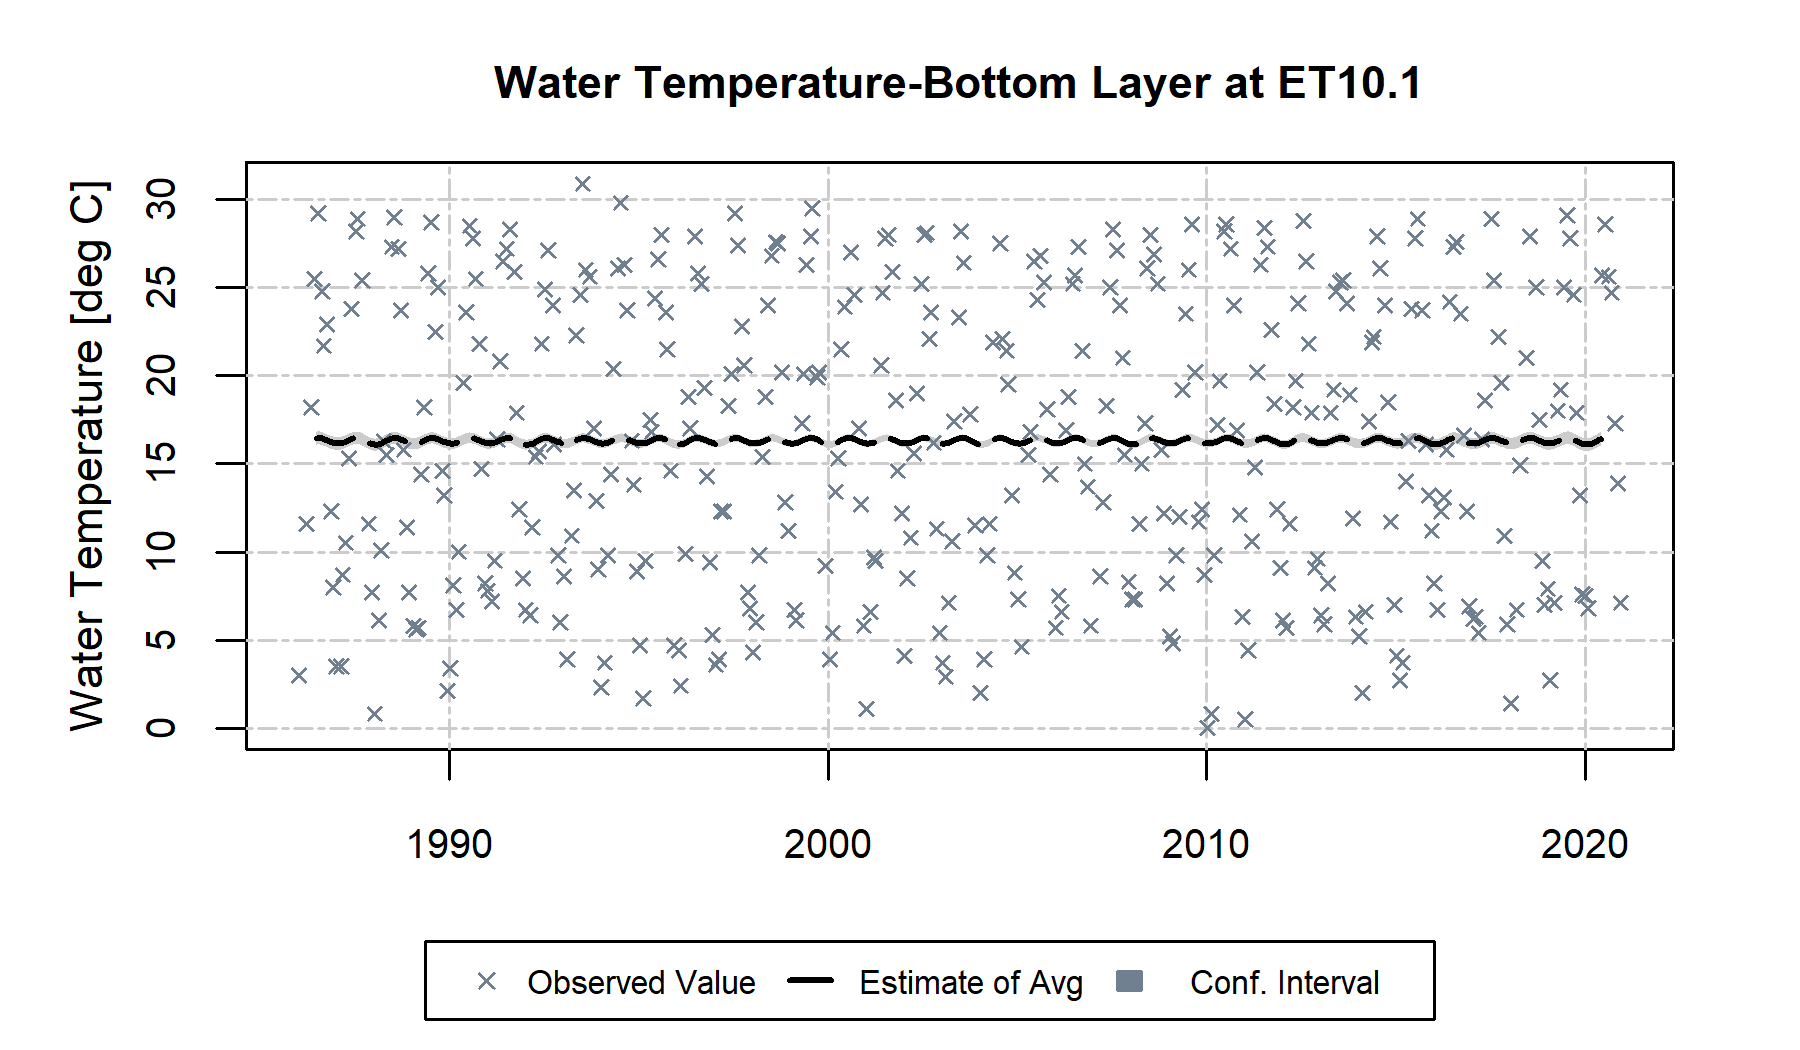 Water Temperature-Bottom Layer at ET10.1
Water Temperature [deg C]
30
25
20
15
10
5
0
1990 2000 2010 2020
Observed Value Estimate of Avg Conf. Interval